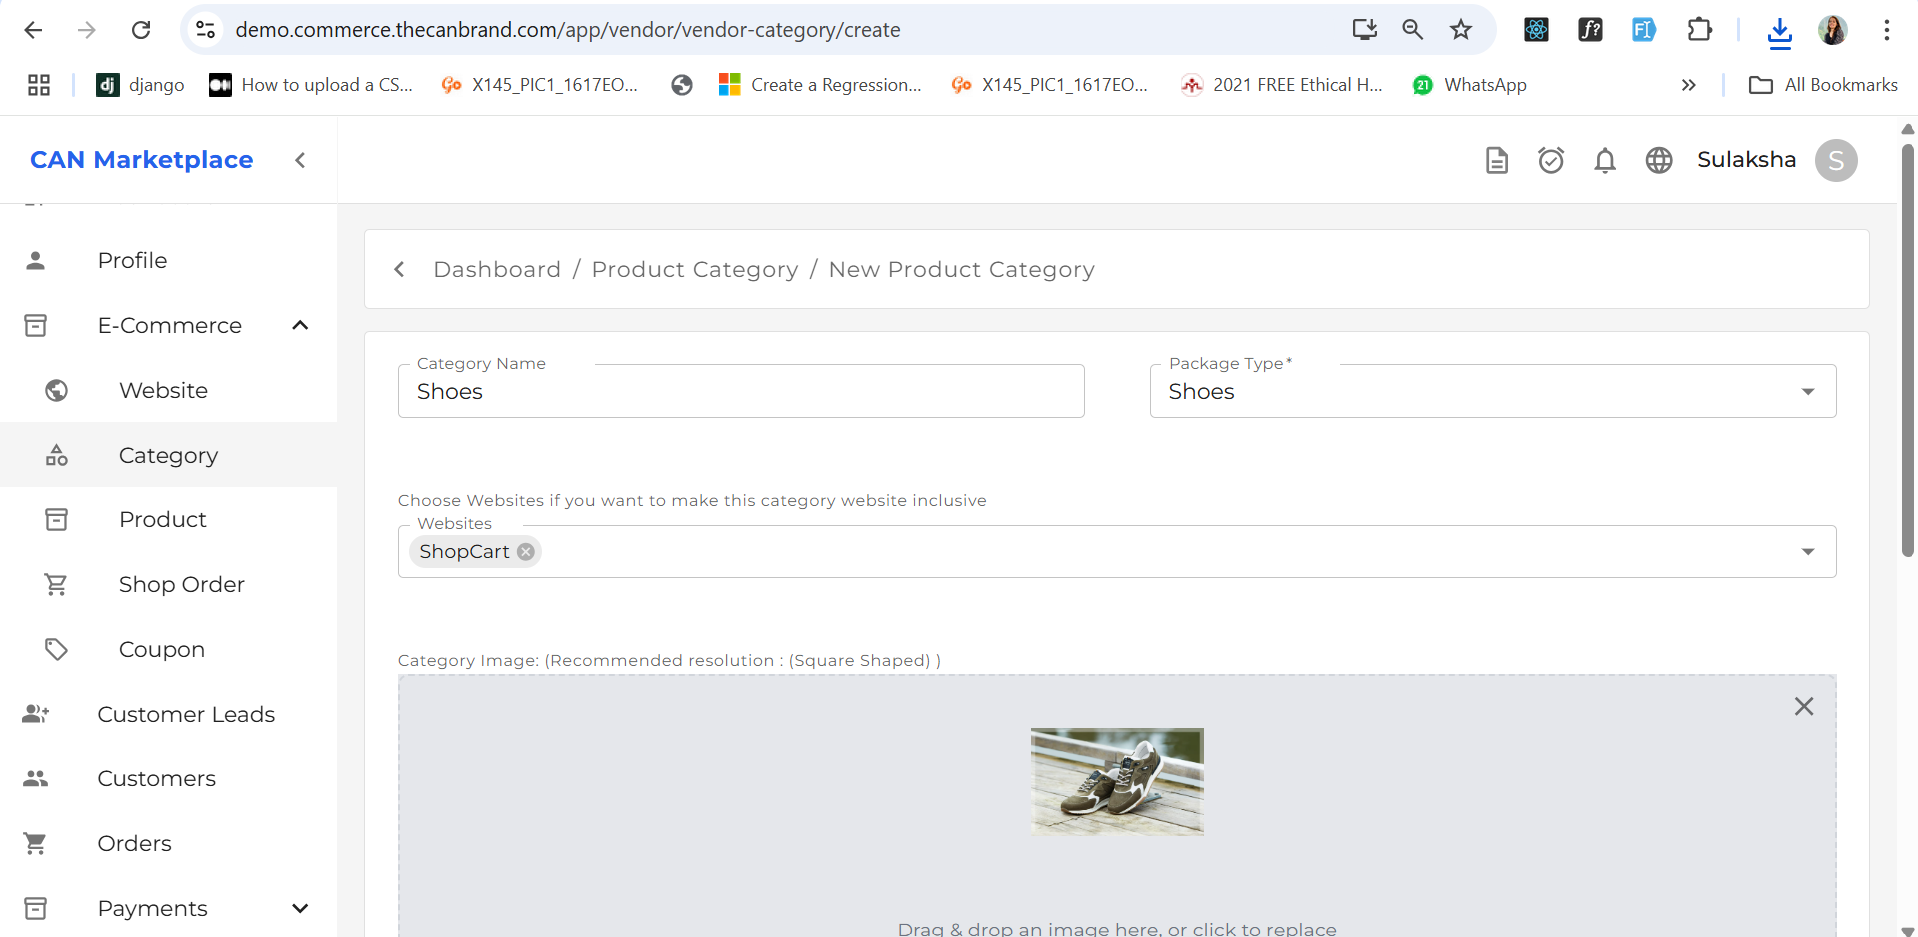 demo.commerce.thecanbrand.com/app/vendor/vendor-category/create
django
How to upload a CS...
X145_PIC1_1617EO...
Create a Regression...
X145_PIC1_1617EO...
2021 FREE Ethical H...
21
WhatsApp
All Bookmarks
CAN Marketplace
Sulaksha
S
Profile
E-Commerce
Website
Category
Product
Shop Order
Coupon
Customer Leads
Customers
Orders
Payments
Dashboard / Product Category / New Product Category
Category Name
Shoes
Package Type*
Shoes
Choose Websites if you want to make this category website inclusive
Websites
ShopCart
Category Image: (Recommended resolution : (Square Shaped) )
Drag & drop an image here, or click to replace